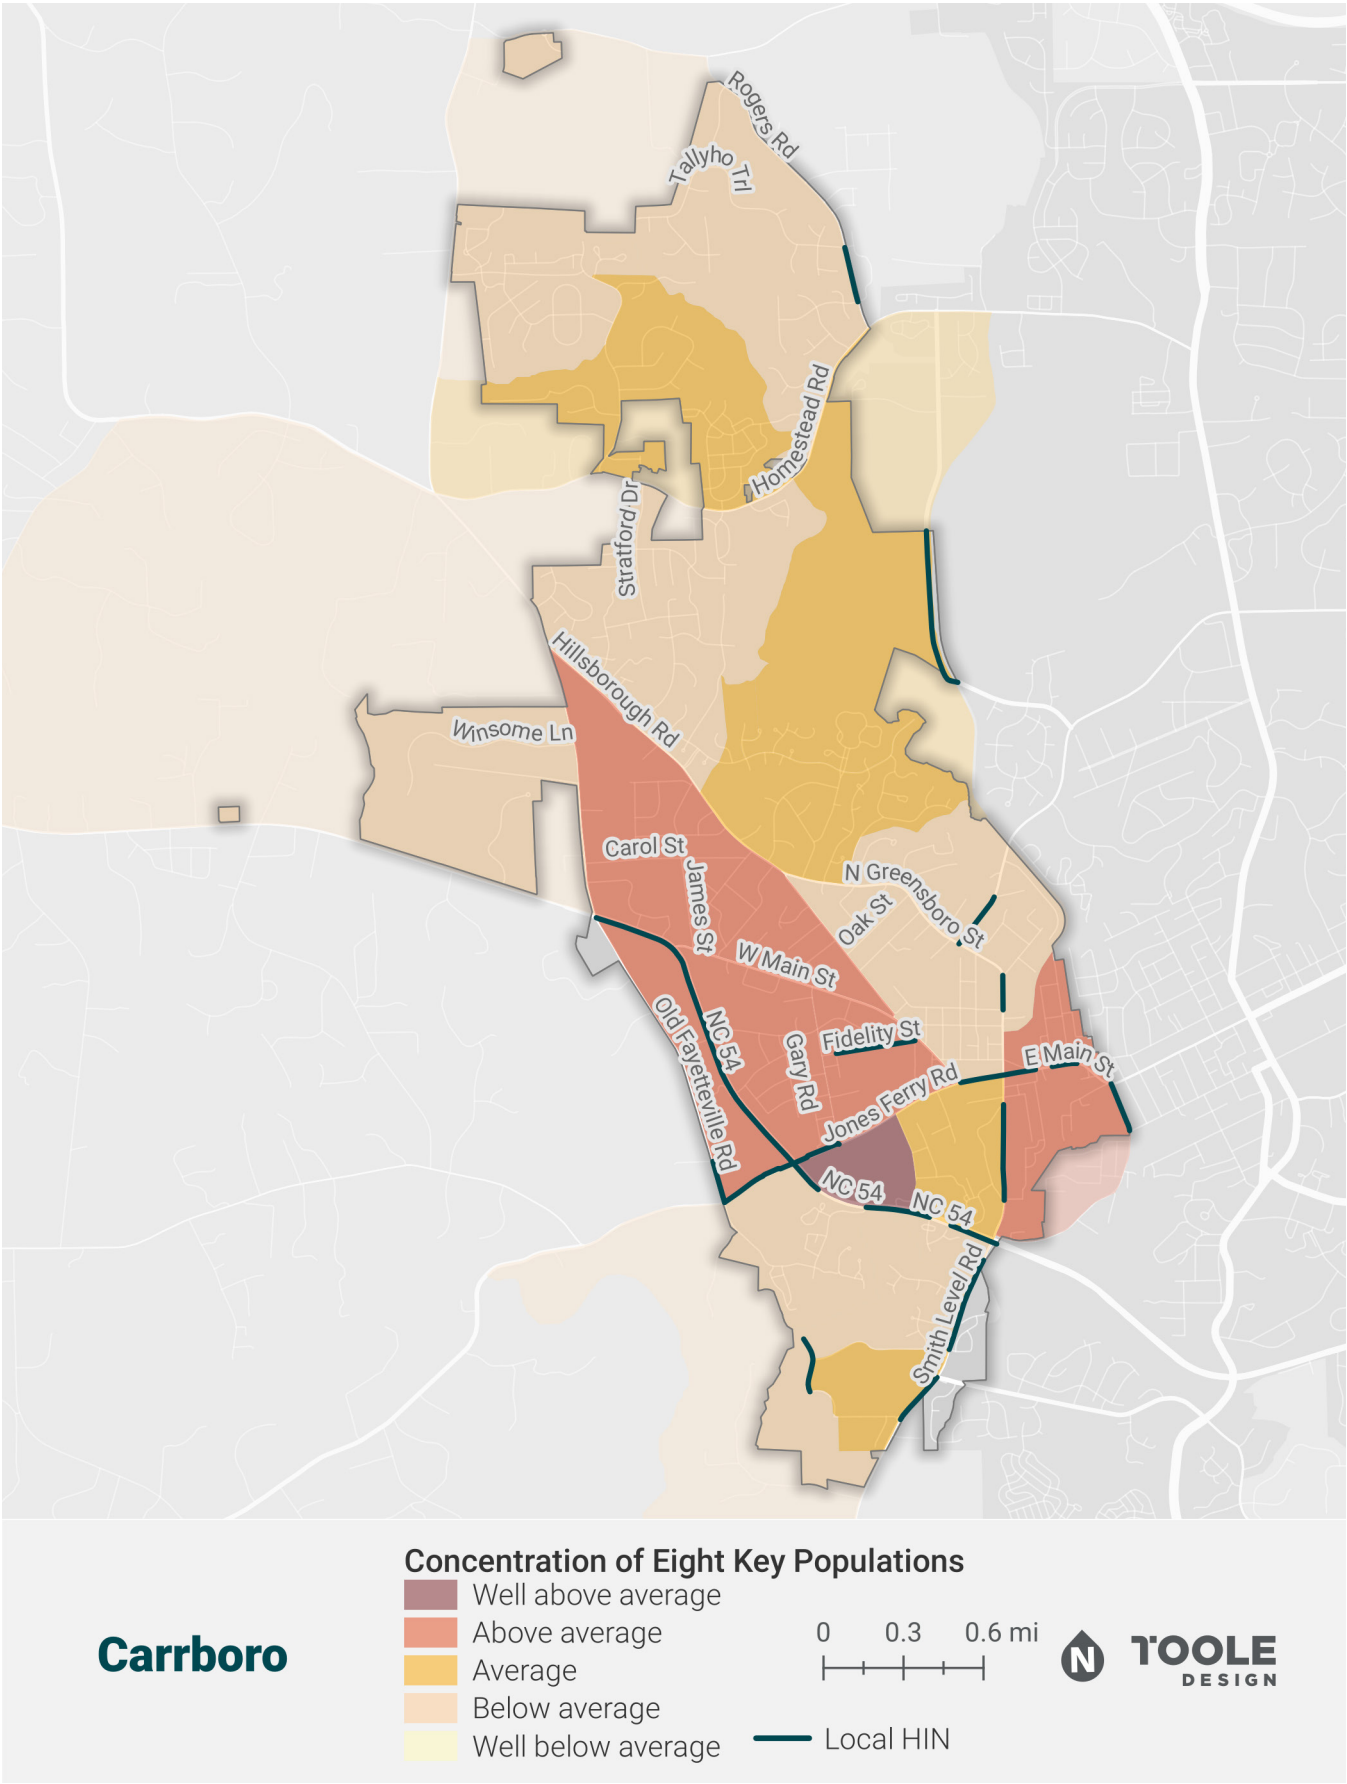 Rogers Rd
Tallyho Trl
Homestead Rd
Stratford Dr
Hillsborough Rd
Winsome Ln
Carol St
James St
N Greensboro St
Oak St
W Main St
Old Fayetteville Rd
NC 54
Gary Rd
Fidelity St
E Main St
Jones Ferry Rd
NC 54
NC 54
Smith Level Rd
Concentration of Eight Key Populations
Well above average
Above average
Average
Below average
Well below average
Carrboro
0 0.3 0.6 mi
Local HIN
N
TOOLE
DESIGN